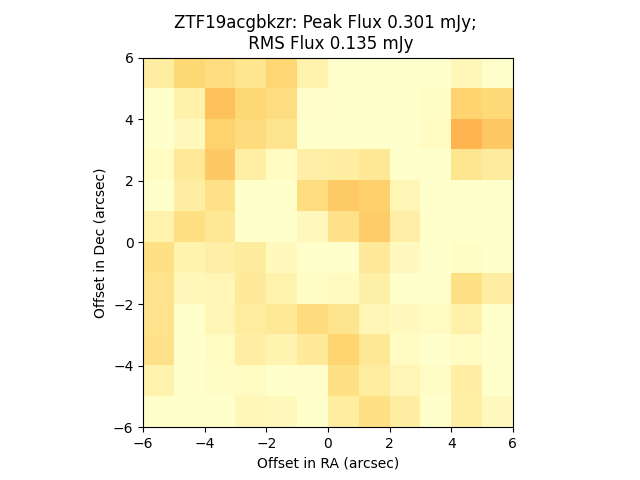 ZTF19acgbkzr: Peak Flux 0.301 mJy;
RMS Flux 0.135 mJy
6
4
2
0
−2
−4
−6
Offset in Dec (arcsec)
−6 −4 −2 0 2 4 6
Offset in RA (arcsec)